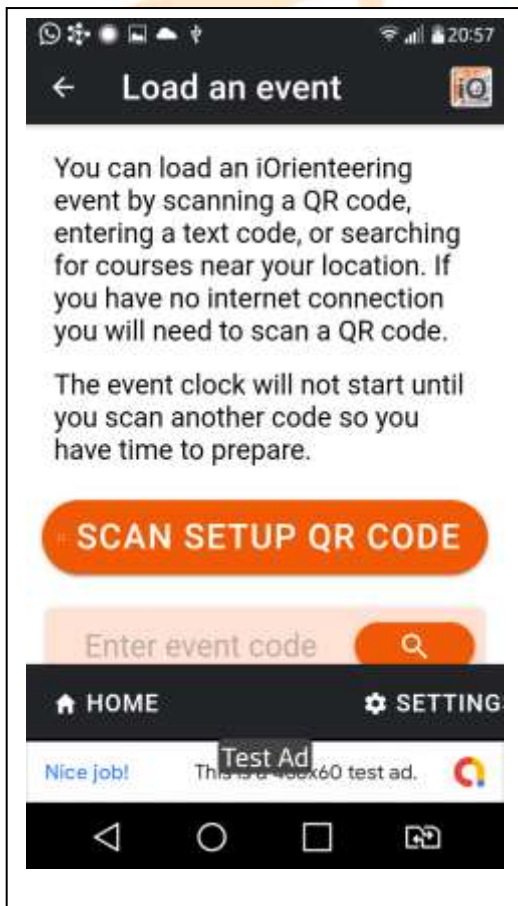 20:57
Load an event
iO
You can load an iOrienteering
event by scanning a QR code,
entering a text code, or searching
for courses near your location. If
you have no internet connection
you will need to scan a QR code.
The event clock will not start until
you scan another code so you
have time to prepare.
SCAN SETUP QR CODE
Enter event code
HOME
SETTING
Test Ad
Nice job!
This is a 468x60 test ad.